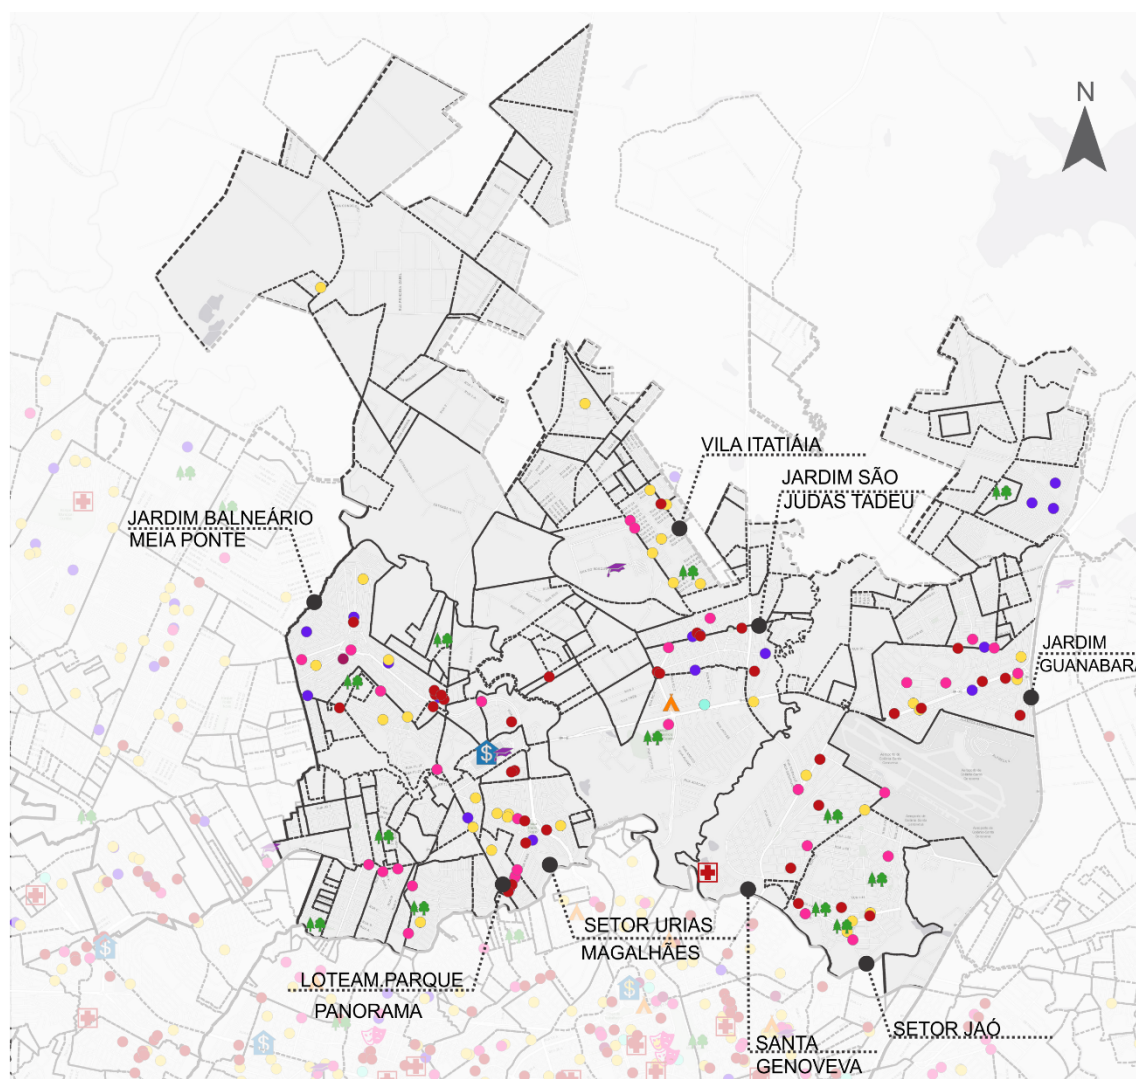 N
VILA ITATIÁIA
JARDIM SÃO
JUDAS TADEU
JARDIM BALNEÁRIO
MEIA PONTE
JARDIM
GUANABARA
SETOR URIAS
MAGALHÃES
LOTEAM.PARQUE
PANORAMA
SETOR JAÓ
SANTA
GENOVEVA